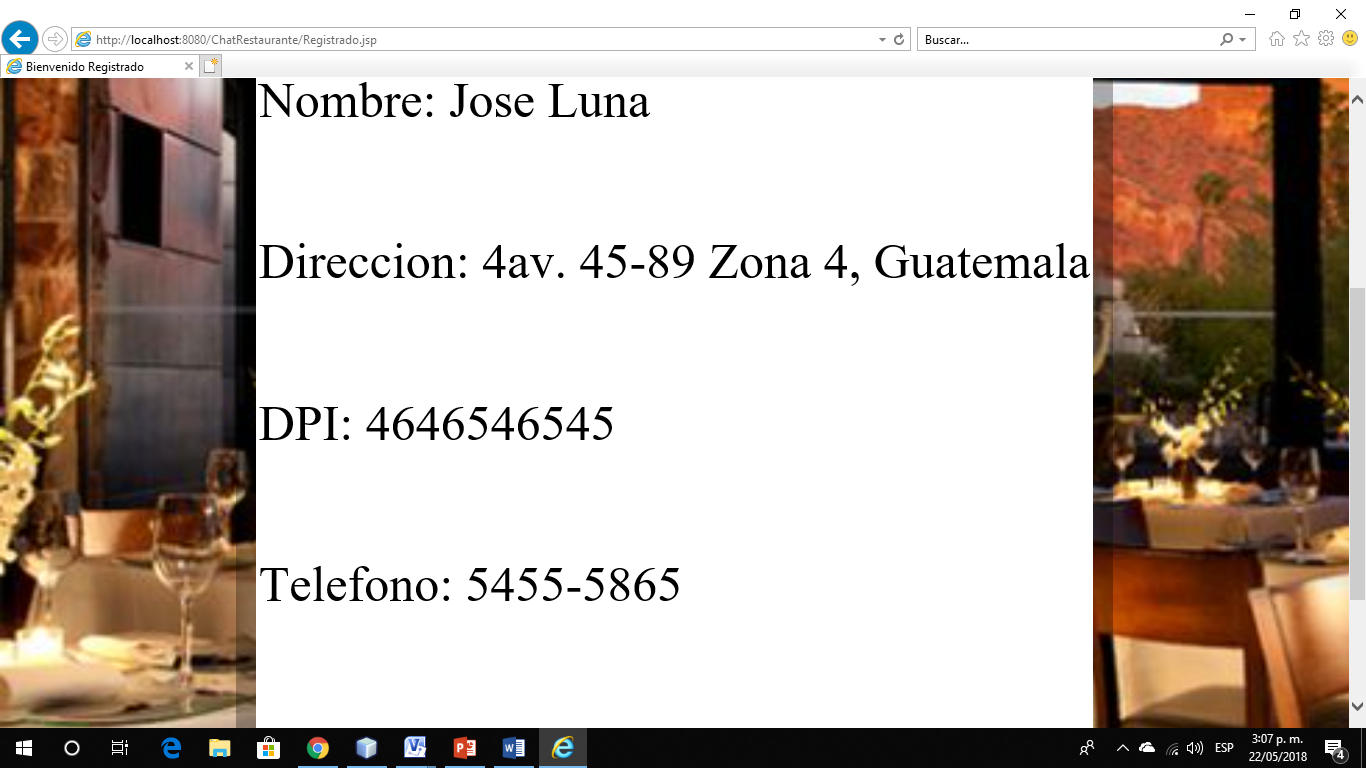 http://localhost:8080/ChatRestaurante/Registrado.jsp
Buscar...
Bienvenido Registrado
Nombre: Jose Luna
Direccion: 4av. 45-89 Zona 4, Guatemala
DPI: 4646546545
Telefono: 5455-5865
ESP
3:07 p. m.
22/05/2018
4